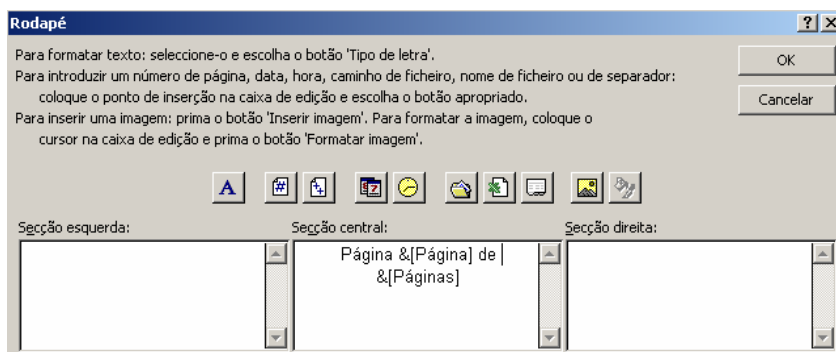 Rodapé
Para formatar texto: seleccione-o e escolha o botão 'Tipo de letra'.
Para introduzir um número de página, data, hora, caminho de ficheiro, nome de ficheiro ou de separador:
coloque o ponto de inserção na caixa de edição e escolha o botão apropriado.
Para inserir uma imagem: prima o botão 'Inserir imagem'. Para formatar a imagem, coloque o
cursor na caixa de edição e prima o botão 'Formatar imagem'.
OK
Cancelar
Secção esquerda:
Secção central:
Secção direita:
Página &[Página] de
&[Páginas]